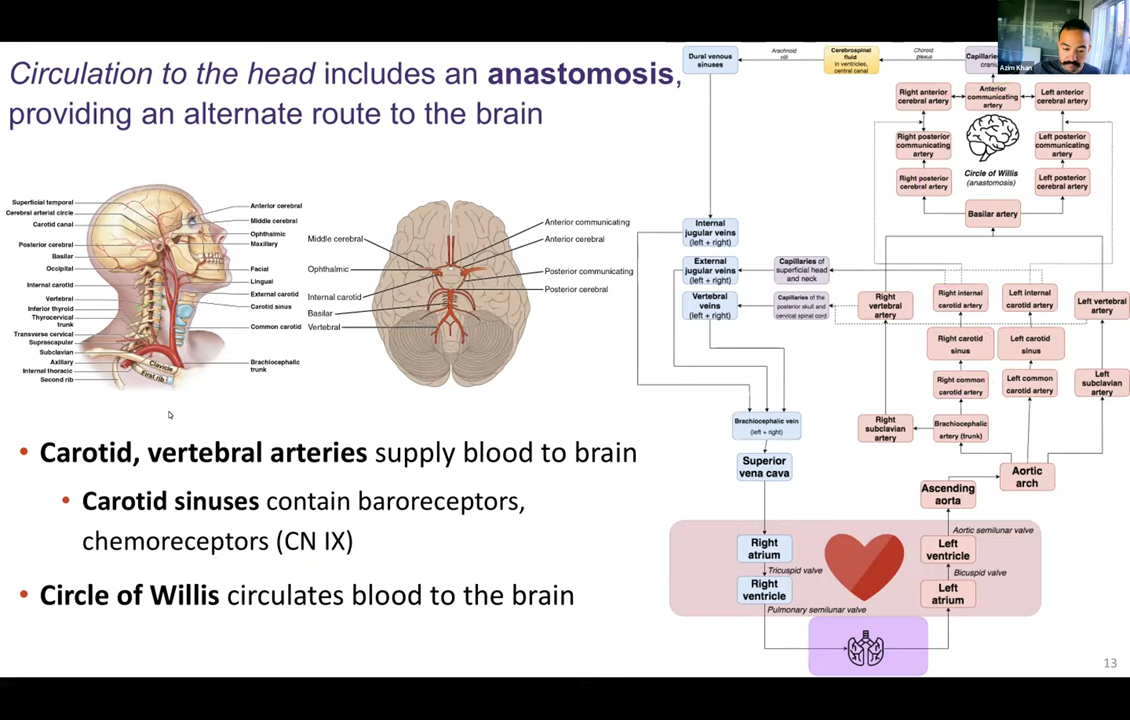 Circulation to the head includes an anastomosis,
providing an alternate route to the brain
Superficial temporal
Cerebral arterial circle
Carotid canal
Posterior cerebral
Basilar
Occipital
Internal carotid
Vertebral
Inferior thyroid
Thyrocervical
trunk
Transverse cervical
Suprascapular
Subclavian
Axillary
Internal thoracic
Second rib
Anterior cerebral
Middle cerebral
Ophthalmic
Maxillary
Facial
Lingual
External carotid
Carotid sinus
Common carotid
Brachiocephalic
trunk
Clavicle
First rib
Middle cerebral
Ophthalmic
Internal carotid
Basilar
Vertebral
Anterior communicating
Anterior cerebral
Posterior communicating
Posterior cerebral
• Carotid, vertebral arteries supply blood to brain
• Carotid sinuses contain baroreceptors,
chemoreceptors (CN IX)
• Circle of Willis circulates blood to the brain
Dural venous
sinuses
Arachnoid
villi
Cerebrospinal
fluid
in ventricles,
central canal
Choroid
plexus
Azim Khan
Right anterior
cerebral artery
Anterior
communicating
artery
Left anterior
cerebral artery
Right posterior
communicating
artery
Left posterior
communicating
artery
Right posterior
cerebral artery
Circle of Willis
(anastomosis)
Left posterior
cerebral artery
Basilar artery
Internal
jugular veins
(left + right)
External
jugular veins
(left + right)
Capillaries of
superficial head
and neck
Vertebral
veins
(left + right)
Capillaries of the
posterior skull and
cervical spinal cord
Right
vertebral
artery
Right internal
carotid artery
Left internal
carotid artery
Left vertebral
artery
Right carotid
sinus
Left carotid
sinus
Right common
carotid artery
Left common
carotid artery
Left
subclavian
artery
Brachiocephalic vein
(left + right)
Right
subclavian
artery
Brachiocephalic
artery (trunk)
Superior
vena cava
Aortic
arch
Ascending
aorta
Aortic semilunar valve
Right
atrium
Left
ventricle
Tricuspid valve
Bicuspid valve
Right
ventricle
Left
atrium
Pulmonary semilunar valve
13